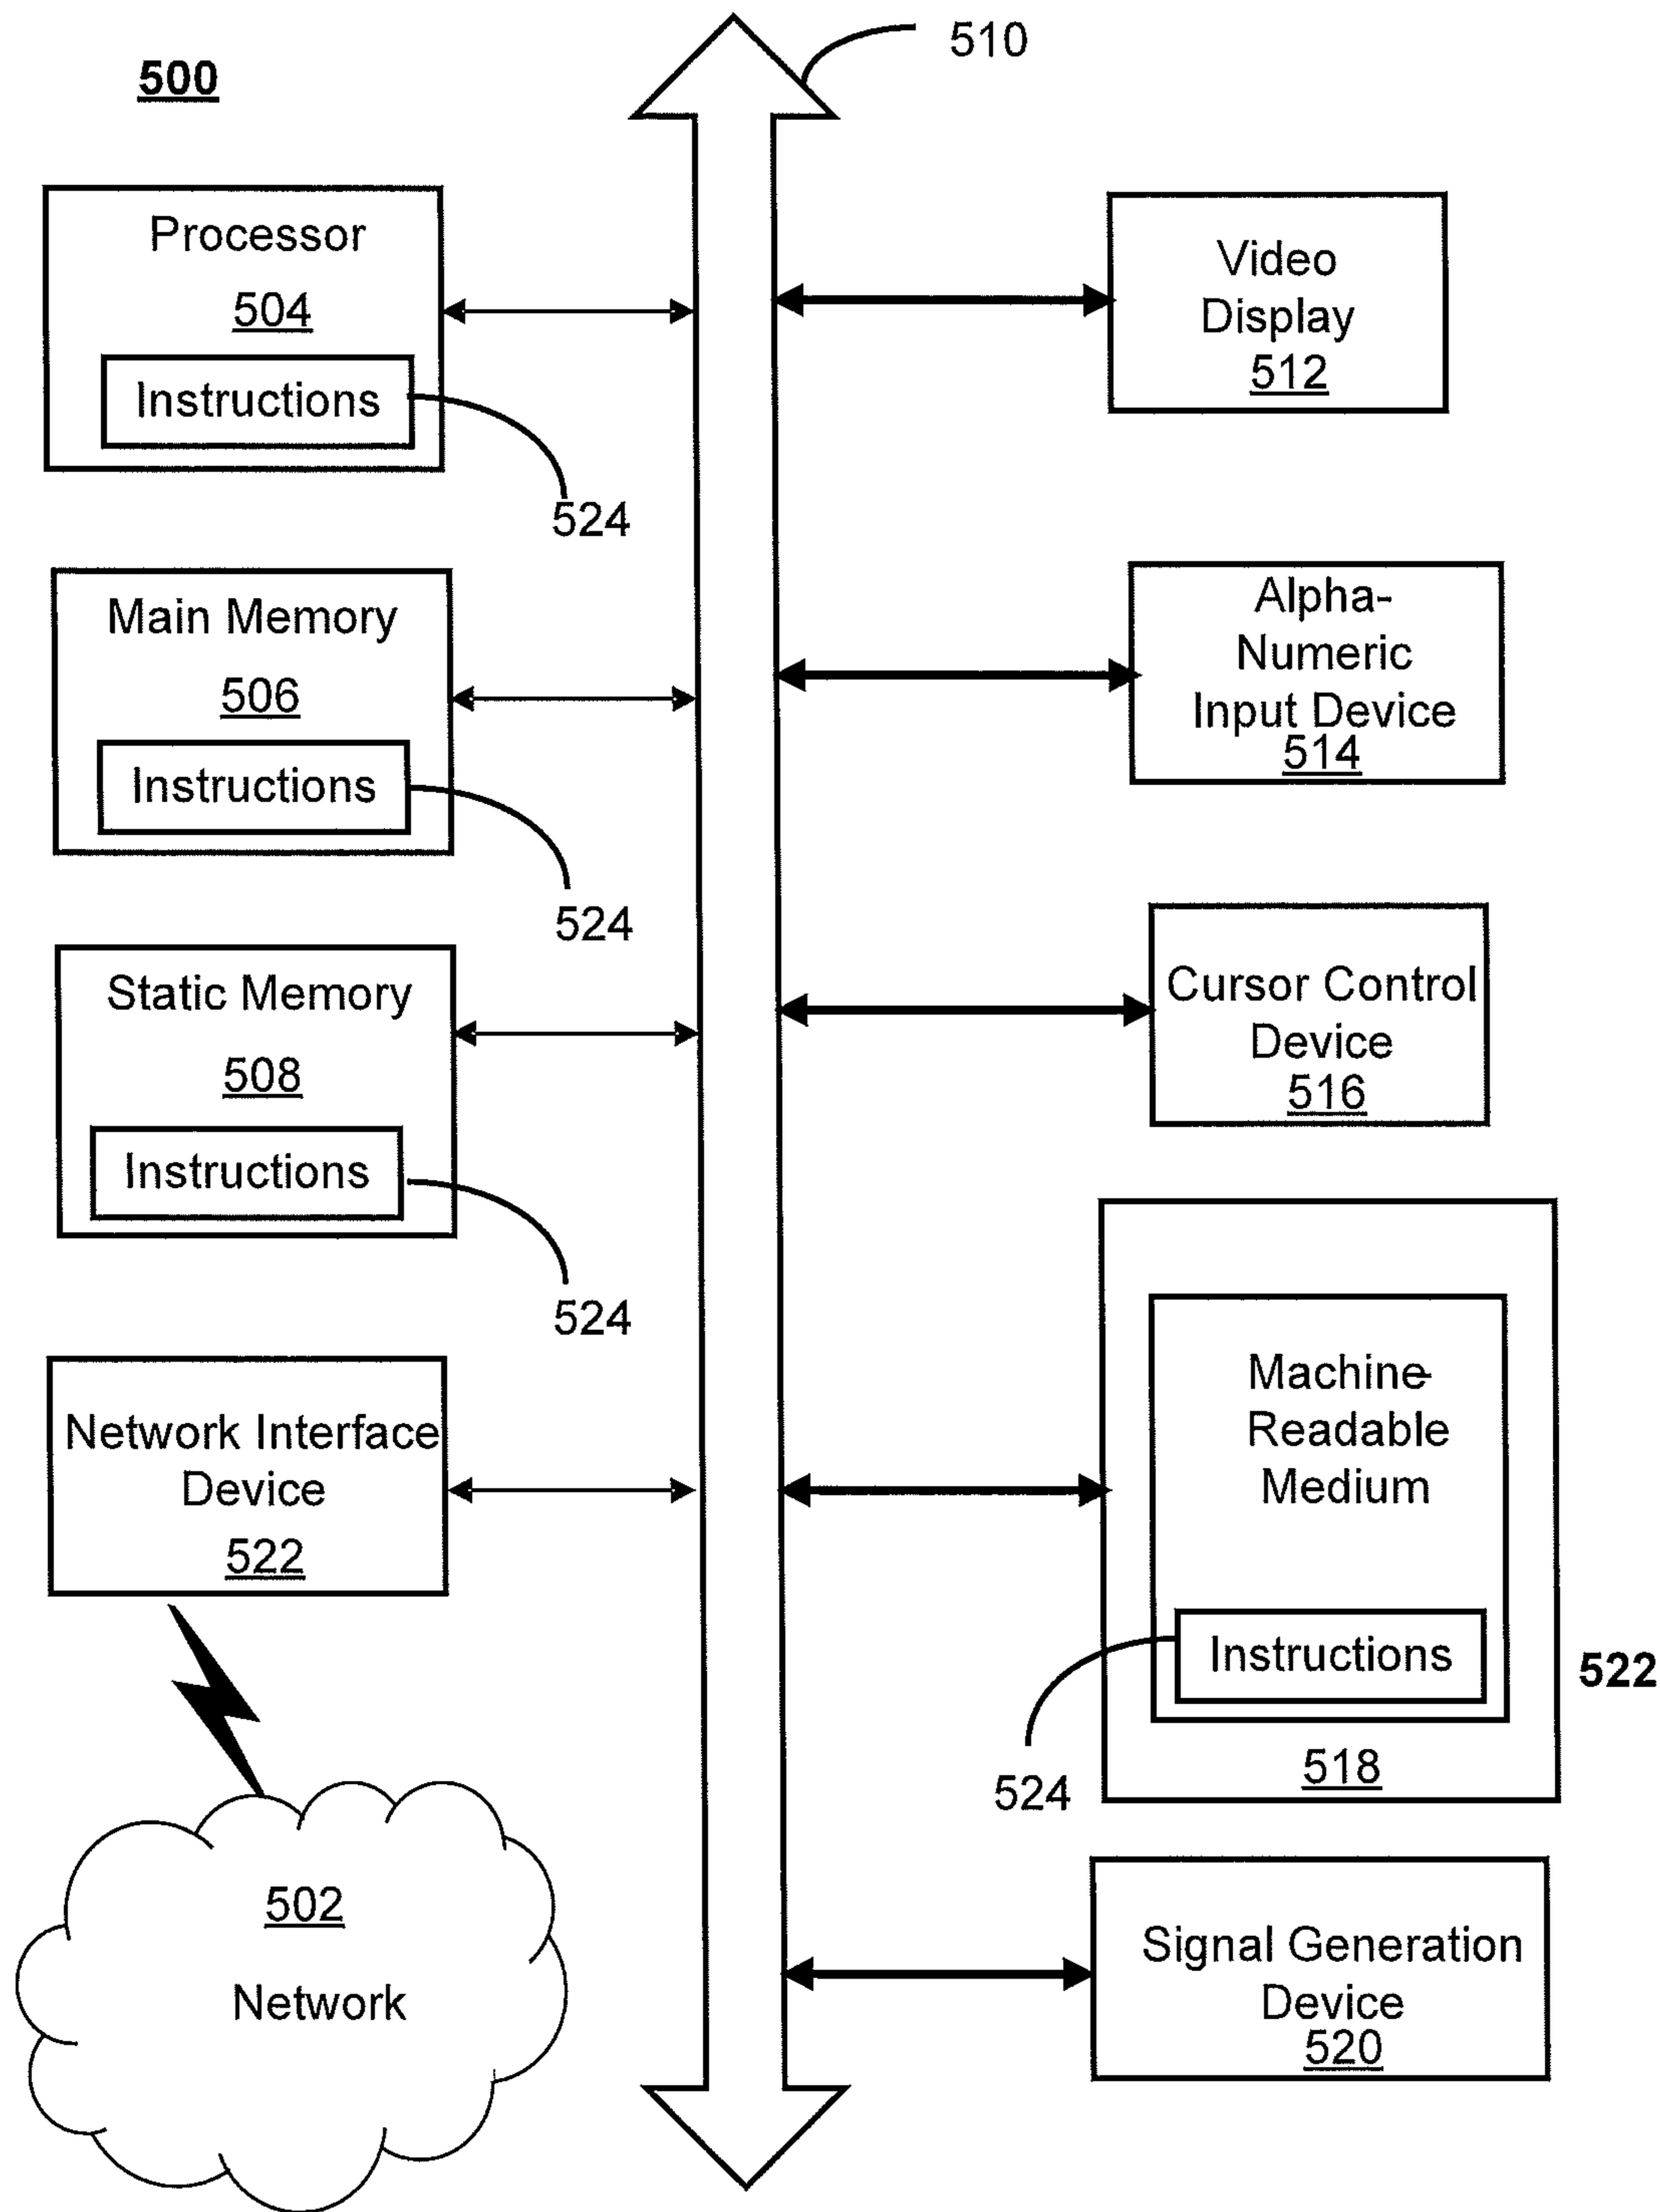 500
510
Processor
504
Instructions
524
Main Memory
506
Instructions
524
Static Memory
508
Instructions
524
Network Interface
Device
522
502
Network
Video
Display
512
Alpha-
Numeric
Input Device
514
Cursor Control
Device
516
Machine-
Readable
Medium
Instructions
522
524
518
Signal Generation
Device
520